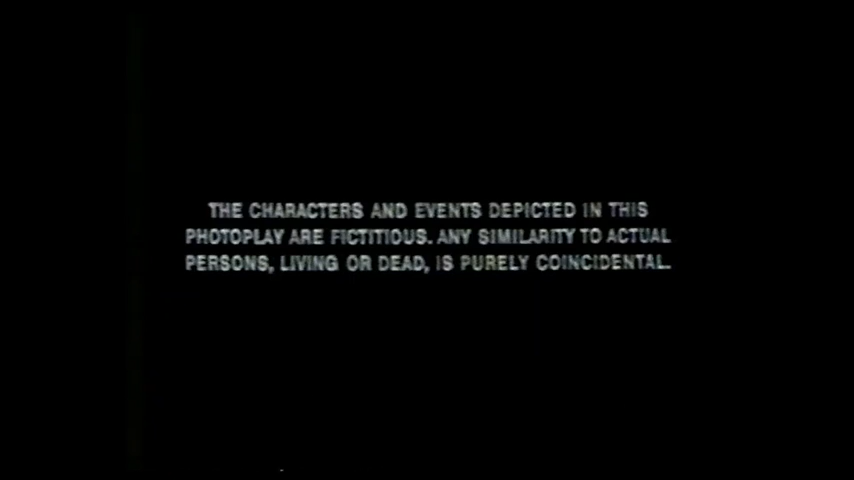 THE CHARACTERS AND EVENTS DEPICTED IN THIS
PHOTOPLAY ARE FICTITIOUS. ANY SIMILARITY TO ACTUAL
PERSONS, LIVING OR DEAD, IS PURELY COINCIDENTAL.